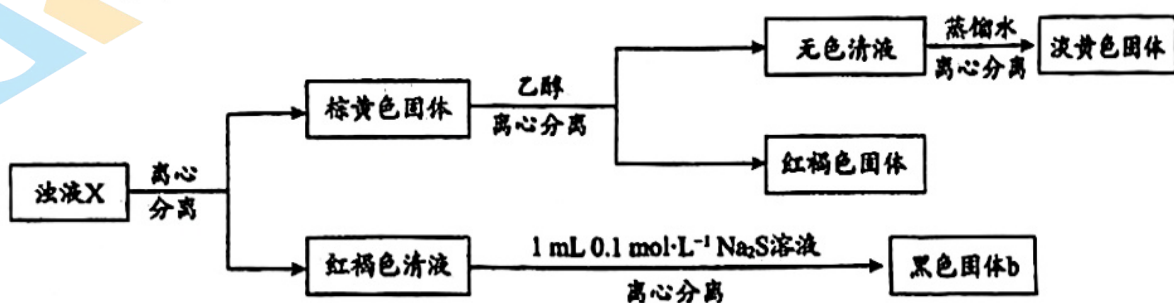 蒸馏水
无色清液
离心分离
淡黄色固体
乙醇
棕黄色固体
离心分离
红褐色固体
离心
浊液X
分离
1 mL 0.1 mol·L⁻¹ Na₂S溶液
红褐色清液
离心分离
黑色固体b